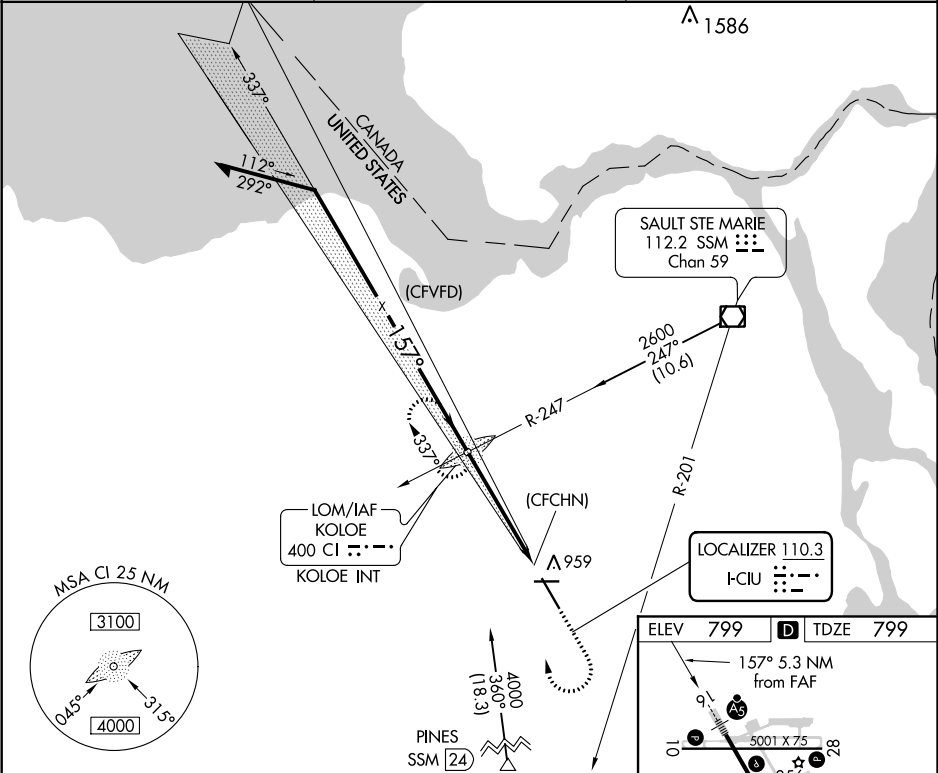 1586
337°
CANADA
UNITED STATES
112°
292°
SAULT STE MARIE
112.2 SSM
Chan 59
(CFVFD)
157°
2600
247°
(10.6)
R-247
337°
R-201
(CFCHN)
LOM/IAF
KOLOE
400 CI
KOLOE INT
959
LOCALIZER 110.3
I-CIU
MSA CI 25 NM
3100
045°
315°
4000
4000
360°
(18.3)
PINES
SSM 24
ELEV 799 D TDZE 799
157° 5.3 NM
from FAF
16
A5
P
10
5001 X 75
28
P
P